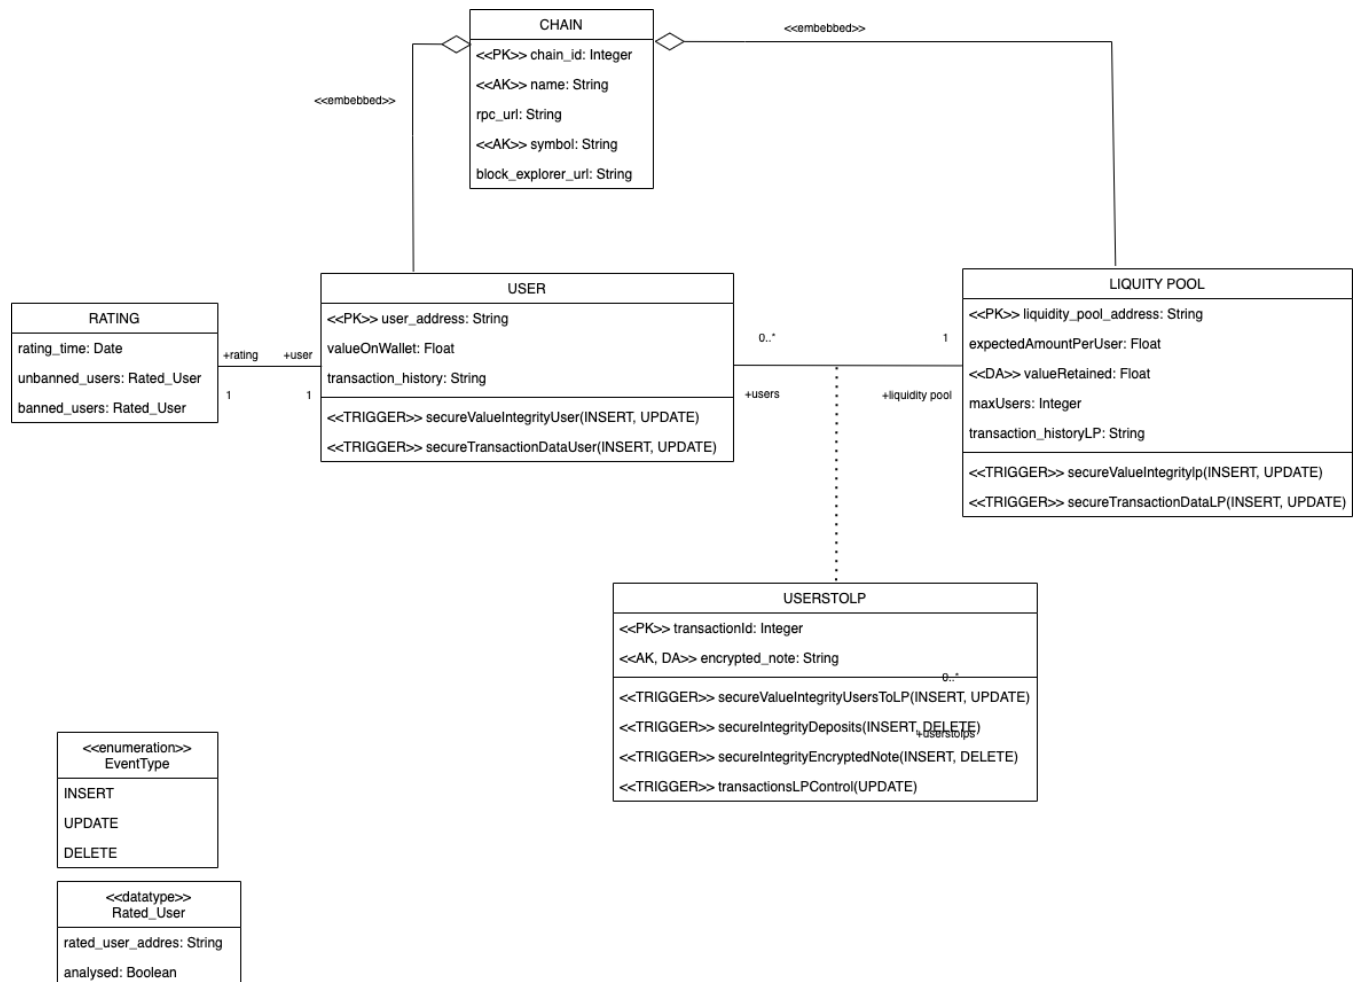 CHAIN
<<PK>> chain_id: Integer
<<AK>> name: String
rpc_url: String
<<AK>> symbol: String
block_explorer_url: String
<<embebbed>>
<<embebbed>>
RATING
rating_time: Date
unbanned_users: Rated_User
banned_users: Rated_User
+rating
+user
1
1
USER
<<PK>> user_address: String
valueOnWallet: Float
transaction_history: String
<<TRIGGER>> secureValueIntegrityUser(INSERT, UPDATE)
<<TRIGGER>> secureTransactionDataUser(INSERT, UPDATE)
0..*
1
+users
+liquidity pool
LIQUITY POOL
<<PK>> liquidity_pool_address: String
expectedAmountPerUser: Float
<<DA>> valueRetained: Float
maxUsers: Integer
transaction_historyLP: String
<<TRIGGER>> secureValueIntegritylp(INSERT, UPDATE)
<<TRIGGER>> secureTransactionDataLP(INSERT, UPDATE)
USERSTOLP
<<PK>> transactionId: Integer
<<AK, DA>> encrypted_note: String
0..*
<<TRIGGER>> secureValueIntegrityUsersToLP(INSERT, UPDATE)
<<TRIGGER>> secureIntegrityDeposits(INSERT, DELETE)
+userstolps
<<TRIGGER>> secureIntegrityEncryptedNote(INSERT, DELETE)
<<TRIGGER>> transactionsLPControl(UPDATE)
<<enumeration>>
EventType
INSERT
UPDATE
DELETE
<<datatype>>
Rated_User
rated_user_addres: String
analysed: Boolean